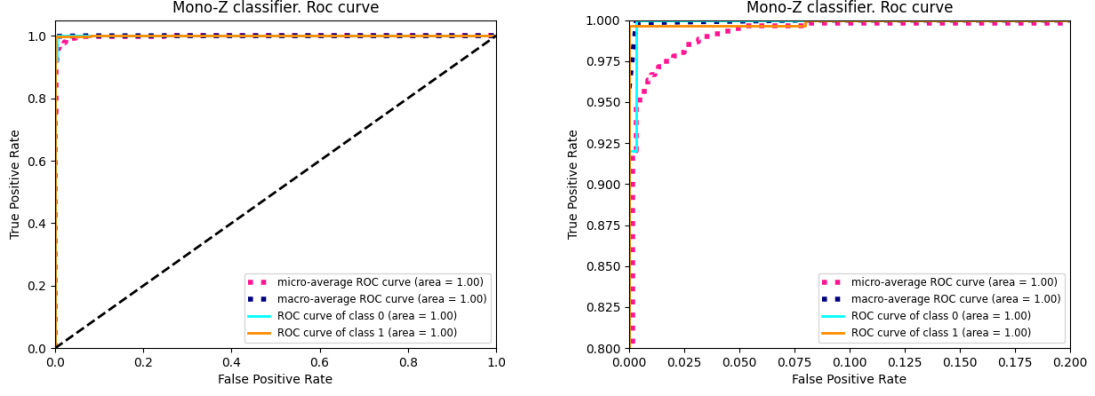 Mono-Z classifier. Roc curve
True Positive Rate
1.0
0.8
0.6
0.4
0.2
0.0
micro-average ROC curve (area = 1.00)
macro-average ROC curve (area = 1.00)
ROC curve of class 0 (area = 1.00)
ROC curve of class 1 (area = 1.00)
0.0 0.2 0.4 0.6 0.8 1.0
False Positive Rate
Mono-Z classifier. Roc curve
True Positive Rate
1.000
0.975
0.950
0.925
0.900
0.875
0.850
0.825
0.800
micro-average ROC curve (area = 1.00)
macro-average ROC curve (area = 1.00)
ROC curve of class 0 (area = 1.00)
ROC curve of class 1 (area = 1.00)
0.000 0.025 0.050 0.075 0.100 0.125 0.150 0.175 0.200
False Positive Rate